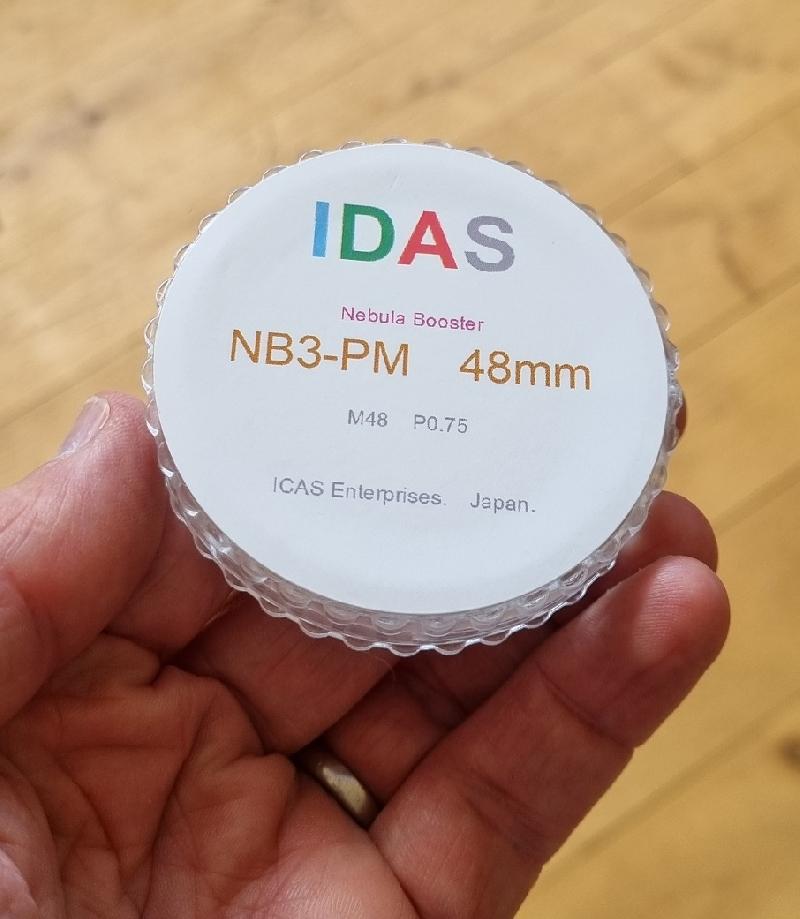 IDAS
Nebula Booster
NB3-PM 48mm
M48 P0.75
ICAS Enterprises. Japan.